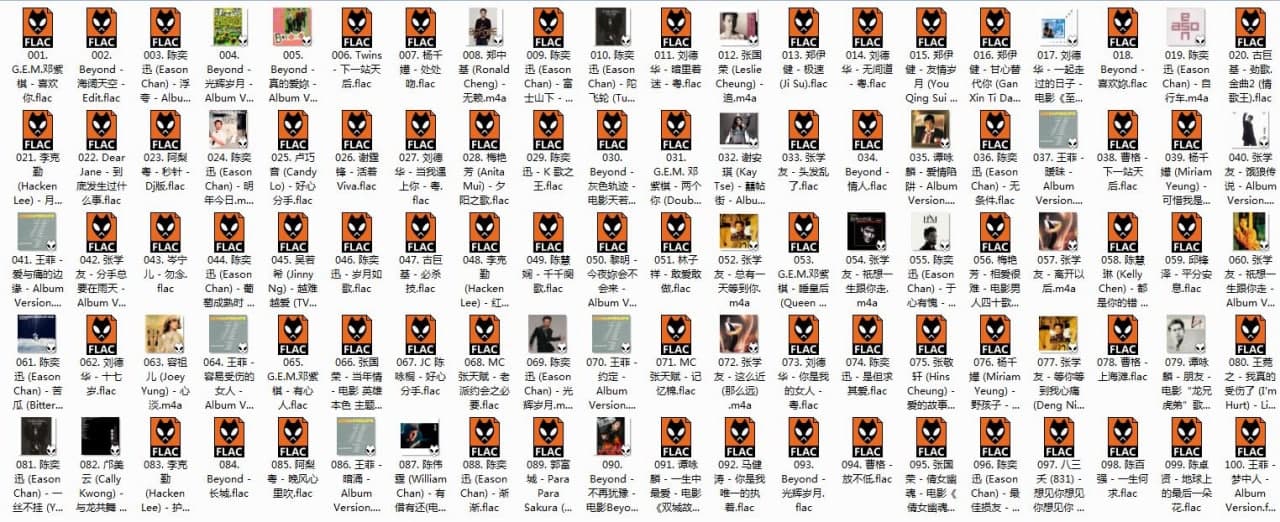 FLAC
001.
G.E.M.邓紫
棋 - 喜欢
你.flac
FLAC
002.
Beyond -
海阔天空 -
Edit.flac
FLAC
003. 陈奕
迅 (Eason
Chan) - 浮
夸 - Albu...
004.
Beyond -
光辉岁月 -
Album V...
005.
Beyond -
真的爱妳 -
Album V...
FLAC
006. Twins
- 下一站天
后.flac
FLAC
007. 杨千
嬅 - 处处
吻.flac
008. 郑中
基 (Ronald
Cheng) -
无赖.m4a
FLAC
009. 陈奕
迅 (Eason
Chan) - 富
士山下 - ...
010. 陈奕
迅 (Eason
Chan) - 陀
飞轮 (Tu...
FLAC
011. 刘德
华 - 暗里着
迷 - 粤.flac
012. 张国
荣 (Leslie
Cheung) -
追.m4a
FLAC
013. 郑伊
健 - 极速
(Ji Su).flac
FLAC
014. 刘德
华 - 无间道
- 粤.flac
FLAC
015. 郑伊
健 - 友情岁
月 (You
Qing Sui ...
FLAC
016. 郑伊
健 - 甘心替
代你 (Gan
Xin Ti Da...
017. 刘德
华 - 一起走
过的日子 -
电影《至...
FLAC
018.
Beyond -
喜欢妳.flac
019. 陈奕
迅 (Eason
Chan) - 自
行车.m4a
FLAC
020. 古巨
基 - 劲歌.
金曲2 (情
歌王).flac
FLAC
021. 李克
勤
(Hacken
Lee) - 月...
FLAC
022. Dear
Jane - 到
底发生过什
么事.flac
FLAC
023. 阿梨
粤 - 秒针 -
Dj版.flac
024. 陈奕
迅 (Eason
Chan) - 明
年今日.m...
FLAC
025. 卢巧
音 (Candy
Lo) - 好心
分手.flac
FLAC
026. 谢霆
锋 - 活着
Viva.flac
FLAC
027. 刘德
华 - 当我遇
上你 - 粤.
flac
FLAC
028. 梅艳
芳 (Anita
Mui) - 夕
阳之歌.flac
FLAC
029. 陈奕
迅 - K 歌之
王.flac
FLAC
030.
Beyond -
灰色轨迹 -
电影天若...
FLAC
031.
G.E.M. 邓
紫棋 - 两个
你 (Doub...
032. 谢安
琪 (Kay
Tse) - 囍帖
街 - Albu...
FLAC
033. 张学
友 - 头发乱
了.flac
FLAC
034.
Beyond -
情人.flac
035. 谭咏
麟 - 爱情陷
阱 - Album
Version....
FLAC
036. 陈奕
迅 (Eason
Chan) - 无
条件.flac
037. 王菲 -
暧昧 -
Album
Version....
FLAC
038. 曹格 -
下一站天
后.flac
FLAC
039. 杨千
嬅 (Miriam
Yeung) -
可惜我是...
040. 张学
友 - 饿狼传
说 - Album
Version....
041. 王菲 -
爱与痛的边
缘 - Album
Version....
FLAC
042. 张学
友 - 分手总
要在雨天 -
Album V...
FLAC
043. 岑宁
儿 - 勿念.
flac
FLAC
044. 陈奕
迅 (Eason
Chan) - 葡
萄成熟时 ...
FLAC
045. 吴若
希 (Jinny
Ng) - 越难
越爱 (TV...
FLAC
046. 陈奕
迅 - 岁月如
歌.flac
FLAC
047. 古巨
基 - 必杀
技.flac
FLAC
048. 李克
勤
(Hacken
Lee) - 红...
FLAC
049. 陈慧
娴 - 千千阕
歌.flac
FLAC
050. 黎明 -
今夜妳会不
会来 -
Album V...
FLAC
051. 林子
祥 - 敢爱敢
做.flac
052. 张学
友 - 总有一
天等到你.
m4a
FLAC
053.
G.E.M.邓紫
棋 - 睡皇后
(Queen ...
054. 张学
友 - 祇想一
生跟你走.
m4a
055. 陈奕
迅 (Eason
Chan) - 于
心有愧 - ...
FLAC
056. 梅艳
芳 - 相爱很
难 - 电影男
人四十歌...
057. 张学
友 - 离开以
后.m4a
FLAC
058. 陈慧
琳 (Kelly
Chen) - 都
是你的错 ...
FLAC
059. 邱锋
泽 - 平分安
息.flac
060. 张学
友 - 祇想一
生跟你走 -
Album V...
061. 陈奕
迅 (Eason
Chan) - 苦
瓜 (Bitter...
FLAC
062. 刘德
华 - 十七
岁.flac
063. 容祖
儿 (Joey
Yung) - 心
淡.m4a
064. 王菲 -
容易受伤的
女人 -
Album V...
FLAC
065.
G.E.M.邓紫
棋 - 有心
人.flac
FLAC
066. 张国
荣 - 当年情
- 电影 英雄
本色 主题...
FLAC
067. JC 陈
咏桐 - 好心
分手.flac
FLAC
068. MC
张天赋 - 老
派约会之必
要.flac
069. 陈奕
迅 (Eason
Chan) - 光
辉岁月.m...
070. 王菲 -
约定 -
Album
Version....
FLAC
071. MC
张天赋 - 记
忆棉.flac
072. 张学
友 - 这么近
(那么远)
.m4a
FLAC
073. 刘德
华 - 你是我
的女人 -
粤.flac
FLAC
074. 陈奕
迅 - 是但求
其爱.flac
FLAC
075. 张敬
轩 (Hins
Cheung) -
爱的故事...
FLAC
076. 杨千
嬅 (Miriam
Yeung) -
野孩子 - ...
077. 张学
友 - 等你等
到我心痛
(Deng Ni...
FLAC
078. 曹格 -
上海滩.flac
079. 谭咏
麟 - 朋友 -
电影“龙兄
虎弟”歌...
FLAC
080. 王菀
之 - 我真的
受伤了 (I'm
Hurt) - Li...
081. 陈奕
迅 (Eason
Chan) - 一
丝不挂 (Y...
082. 邝美
云 (Cally
Kwong) -
与龙共舞 ...
FLAC
083. 李克
勤
(Hacken
Lee) - 护...
FLAC
084.
Beyond -
长城.flac
FLAC
085. 阿梨
粤 - 晚风心
里吹.flac
086. 王菲 -
暗涌 -
Album
Version....
087. 陈伟
霆 (William
Chan) - 有
借有还(电...
FLAC
088. 陈奕
迅 (Eason
Chan) - 渐
渐.flac
FLAC
089. 郭富
城 - Para
Para
Sakura (...
090.
Beyond -
不再犹豫 -
电影Beyo...
FLAC
091. 谭咏
麟 - 一生中
最爱 - 电影
《双城故...
FLAC
092. 马健
涛 - 你是我
唯一的执
着.flac
FLAC
093.
Beyond -
光辉岁月.
flac
FLAC
094. 曹格 -
放不低.flac
FLAC
095. 张国
荣 - 倩女幽
魂 - 电影《
倩女幽魂...
FLAC
096. 陈奕
迅 (Eason
Chan) - 最
佳损友 - ...
FLAC
097. 八三
夭 (831) -
想见你想见
你想见你 ...
FLAC
098. 陈百
强 - 一生何
求.flac
FLAC
099. 陈卓
贤 - 地球上
的最后一朵
花.flac
FLAC
100. 王菲 -
梦中人 -
Album
Version.f...